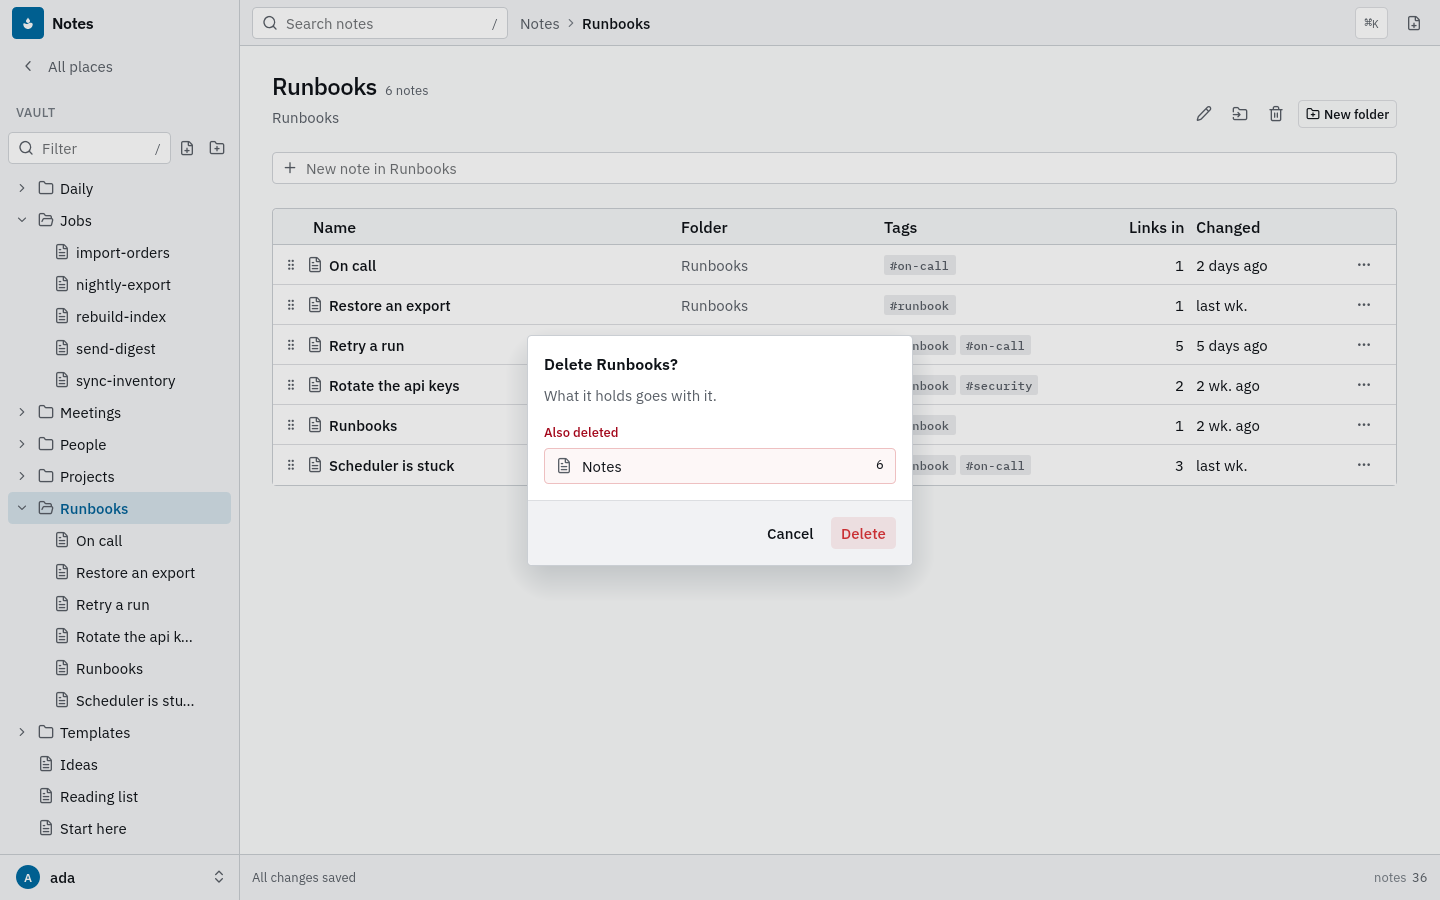 Notes
All places
VAULT
Filter /
Daily
Jobs
import-orders
nightly-export
rebuild-index
send-digest
sync-inventory
Meetings
People
Projects
Runbooks
On call
Restore an export
Retry a run
Rotate the api k...
Runbooks
Scheduler is stu...
Templates
Ideas
Reading list
Start here
A ada
Search notes /
Notes > Runbooks
⌘K
Runbooks 6 notes
Runbooks
New folder
New note in Runbooks
Name Folder Tags Links in Changed
On call Runbooks #on-call 1 2 days ago
Restore an export Runbooks #runbook 1 last wk.
Retry a run nbook #on-call 5 5 days ago
Rotate the api keys nbook #security 2 2 wk. ago
Runbooks nbook 1 2 wk. ago
Scheduler is stuck nbook #on-call 3 last wk.
Delete Runbooks?
What it holds goes with it.
Also deleted
Notes 6
Cancel Delete
All changes saved
notes 36